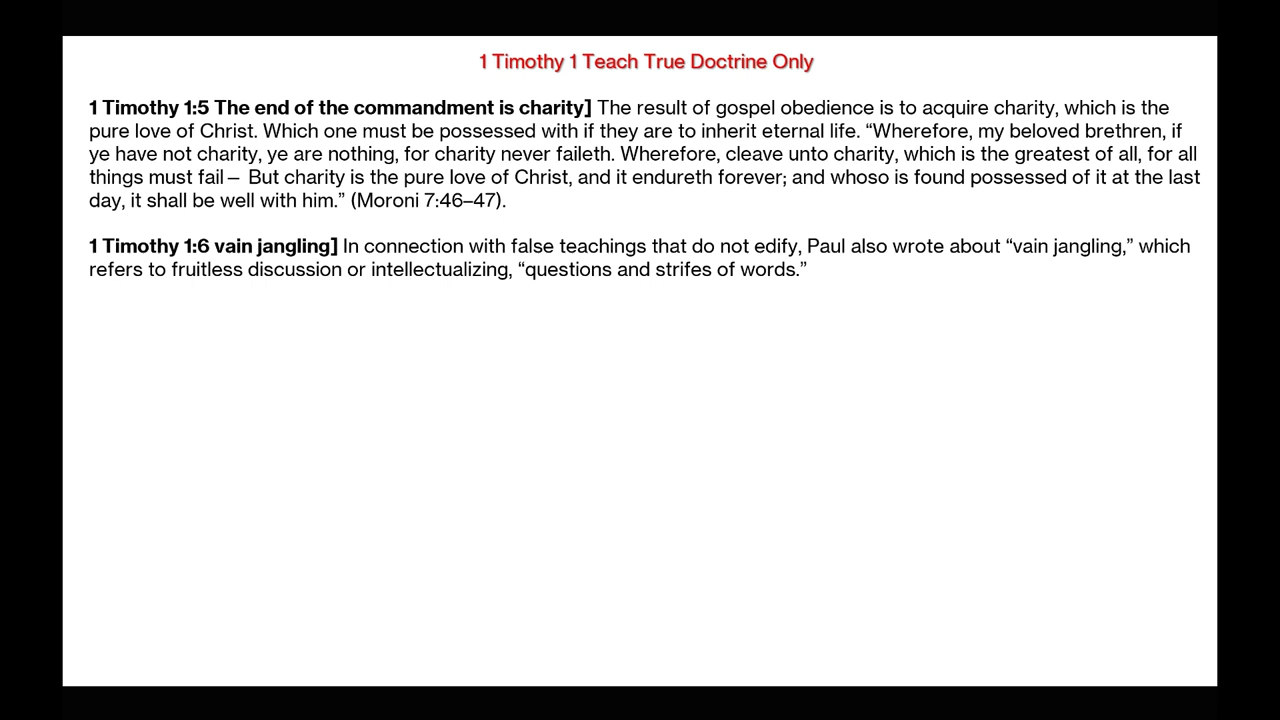 1 Timothy 1 Teach True Doctrine Only
1 Timothy 1:5 The end of the commandment is charity] The result of gospel obedience is to acquire charity, which is the
pure love of Christ. Which one must be possessed with if they are to inherit eternal life. “Wherefore, my beloved brethren, if
ye have not charity, ye are nothing, for charity never faileth. Wherefore, cleave unto charity, which is the greatest of all, for all
things must fail— But charity is the pure love of Christ, and it endureth forever; and whoso is found possessed of it at the last
day, it shall be well with him.” (Moroni 7:46–47).
1 Timothy 1:6 vain jangling] In connection with false teachings that do not edify, Paul also wrote about “vain jangling,” which
refers to fruitless discussion or intellectualizing, “questions and strifes of words.”